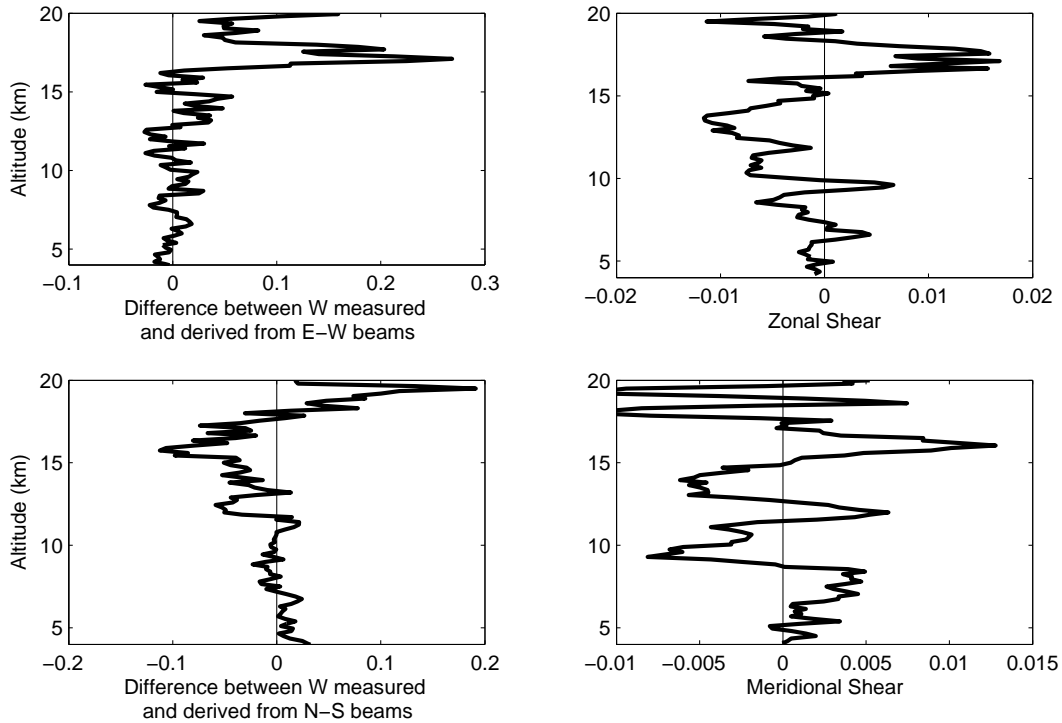 20
15
10
5
Altitude (km)
−0.1 0 0.1 0.2 0.3
Difference between W measured
and derived from E−W beams
20
15
10
5
−0.02 −0.01 0 0.01 0.02
Zonal Shear
20
15
10
5
Altitude (km)
−0.2 −0.1 0 0.1 0.2
Difference between W measured
and derived from N−S beams
20
15
10
5
−0.01 −0.005 0 0.005 0.01 0.015
Meridional Shear